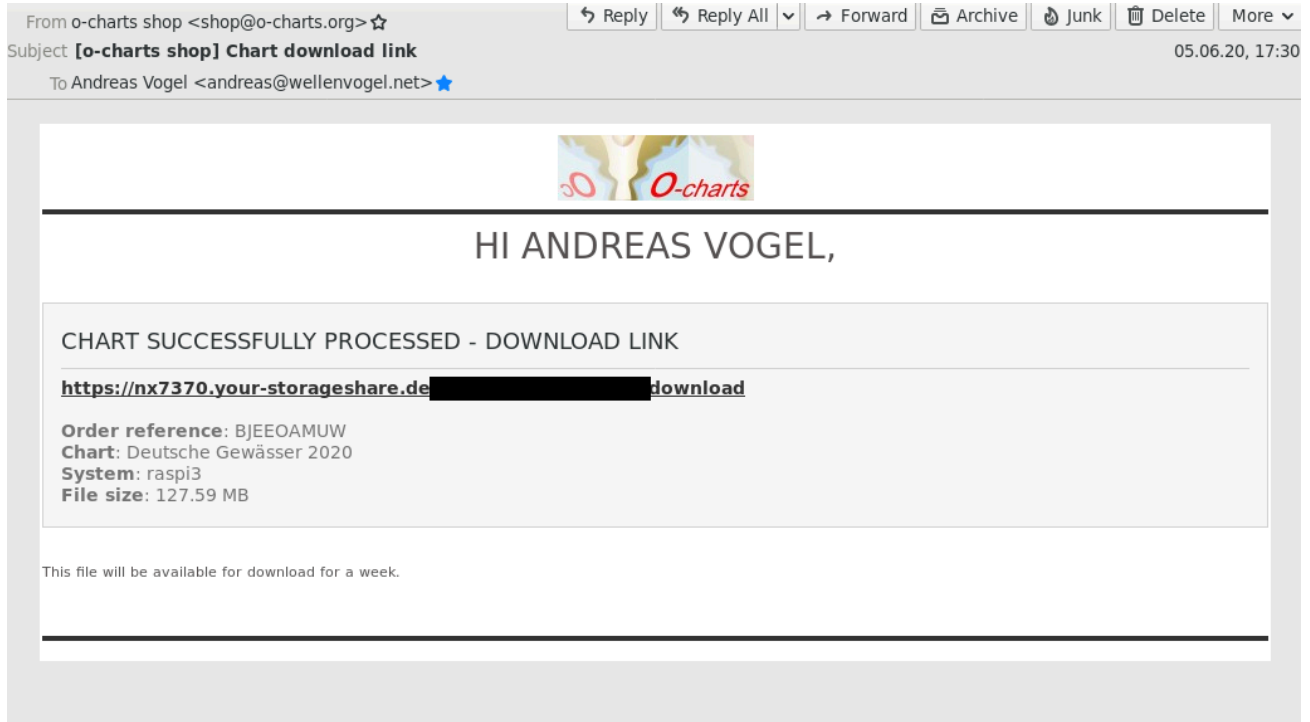 From o-charts shop <shop@o-charts.org>
Reply Reply All Forward Archive Junk Delete More
Subject [o-charts shop] Chart download link 05.06.20, 17:30
To Andreas Vogel <andreas@wellenvogel.net>
O-charts
HI ANDREAS VOGEL,
CHART SUCCESSFULLY PROCESSED - DOWNLOAD LINK
https://nx7370.your-storageshare.de download
Order reference: BJEEOAMUW
Chart: Deutsche Gewässer 2020
System: raspi3
File size: 127.59 MB
This file will be available for download for a week.